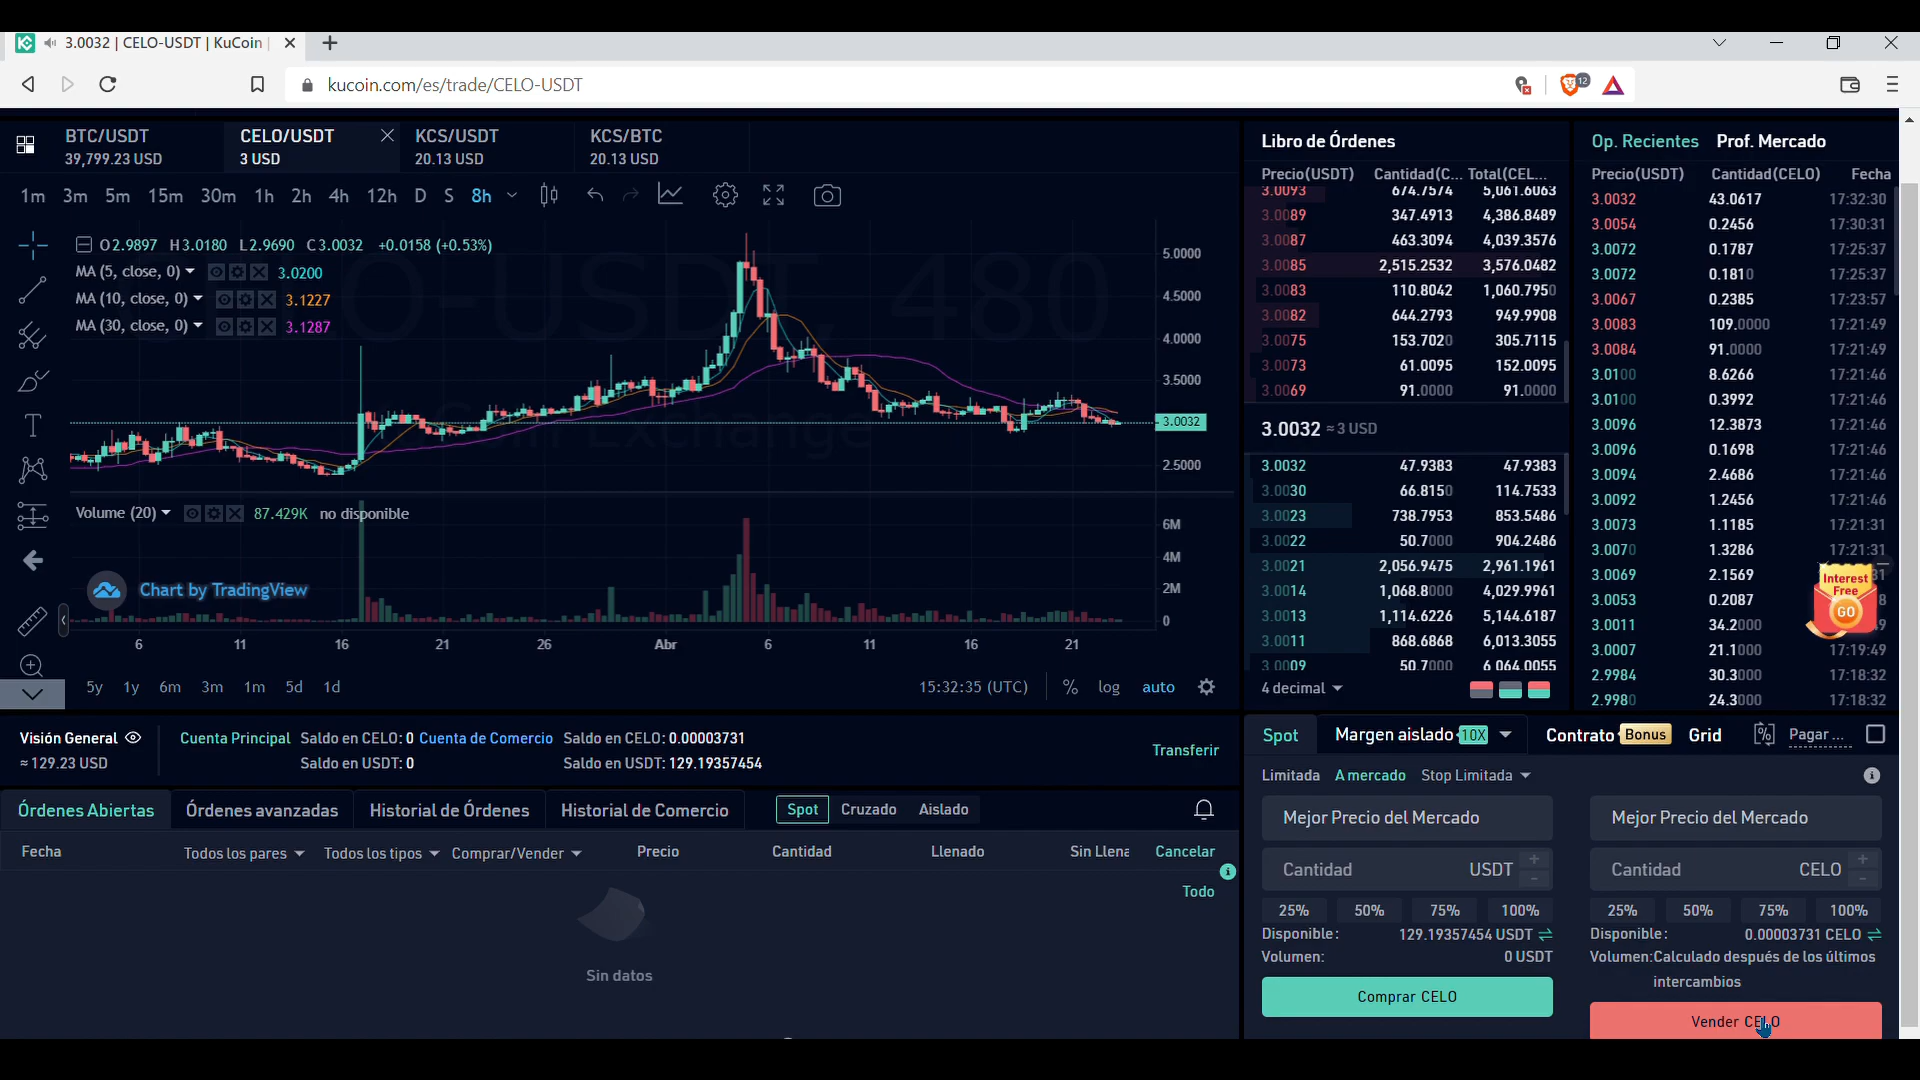 3.0032 | CELO-USDT | KuCoin
kucoin.com/es/trade/CELO-USDT
12
BTC/USDT
39,799.23 USD
CELO/USDT
3 USD
KCS/USDT
20.13 USD
KCS/BTC
20.13 USD
1m 3m 5m 15m 30m 1h 2h 4h 12h D S 8h
O2.9897 H3.0180 L2.9690 C3.0032 +0.0158 (+0.53%)
MA (5, close, 0) 3.0200
MA (10, close, 0) 3.1227
MA (30, close, 0) 3.1287
CELO-USDT, 480
5.0000
4.5000
4.0000
3.5000
3.0032
2.5000
Volume (20) 87.429K no disponible
6M
4M
2M
0
Chart by TradingView
6 11 16 21 26 Abr 6 11 16 21
5y 1y 6m 3m 1m 5d 1d
15:32:35 (UTC) % log auto
Libro de Órdenes
Precio(USDT) Cantidad(C... Total(CEL...
3.0093 674.7574 5,061.6063
3.0089 347.4913 4,386.8489
3.0087 463.3094 4,039.3576
3.0085 2,515.2532 3,576.0482
3.0083 110.8042 1,060.7950
3.0082 644.2793 949.9908
3.0075 153.7020 305.7115
3.0073 61.0095 152.0095
3.0069 91.0000 91.0000
3.0032 ≈3 USD
3.0032 47.9383 47.9383
3.0030 66.8150 114.7533
3.0023 738.7953 853.5486
3.0022 50.7000 904.2486
3.0021 2,056.9475 2,961.1961
3.0014 1,068.8000 4,029.9961
3.0013 1,114.6226 5,144.6187
3.0011 868.6868 6,013.3055
3.0009 50.7000 6 064.0055
4 decimal
Op. Recientes Prof. Mercado
Precio(USDT) Cantidad(CELO) Fecha
3.0032 43.0617 17:32:30
3.0054 0.2456 17:30:31
3.0072 0.1787 17:25:37
3.0072 0.1810 17:25:37
3.0067 0.2385 17:23:57
3.0083 109.0000 17:21:49
3.0084 91.0000 17:21:49
3.0100 8.6266 17:21:46
3.0100 0.3992 17:21:46
3.0096 12.3873 17:21:46
3.0096 0.1698 17:21:46
3.0094 2.4686 17:21:46
3.0092 1.2456 17:21:46
3.0073 1.1185 17:21:31
3.0070 1.3286 17:21:31
3.0069 2.1569
3.0053 0.2087
3.0011 34.2000
3.0007 21.1000 17:19:49
2.9984 30.3000 17:18:32
2.9980 24.3000 17:18:32
Interest
Free
GO
Visión General
≈ 129.23 USD
Cuenta Principal Saldo en CELO: 0 Cuenta de Comercio Saldo en CELO: 0.00003731
Saldo en USDT: 0 Saldo en USDT: 129.19357454
Transferir
Órdenes Abiertas Órdenes avanzadas Historial de Órdenes Historial de Comercio Spot Cruzado Aislado
Fecha Todos los pares Todos los tipos Comprar/Vender Precio Cantidad Llenado Sin Llena Cancelar
Todo
Sin datos
Spot Margen aislado 10X Contrato Bonus Grid Pagar ...
Limitada A mercado Stop Limitada
Mejor Precio del Mercado
Cantidad USDT
25% 50% 75% 100%
Disponible: 129.19357454 USDT
Volumen: 0 USDT
Comprar CELO
Mejor Precio del Mercado
Cantidad CELO
25% 50% 75% 100%
Disponible: 0.00003731 CELO
Volumen:Calculado después de los últimos
intercambios
Vender CELO